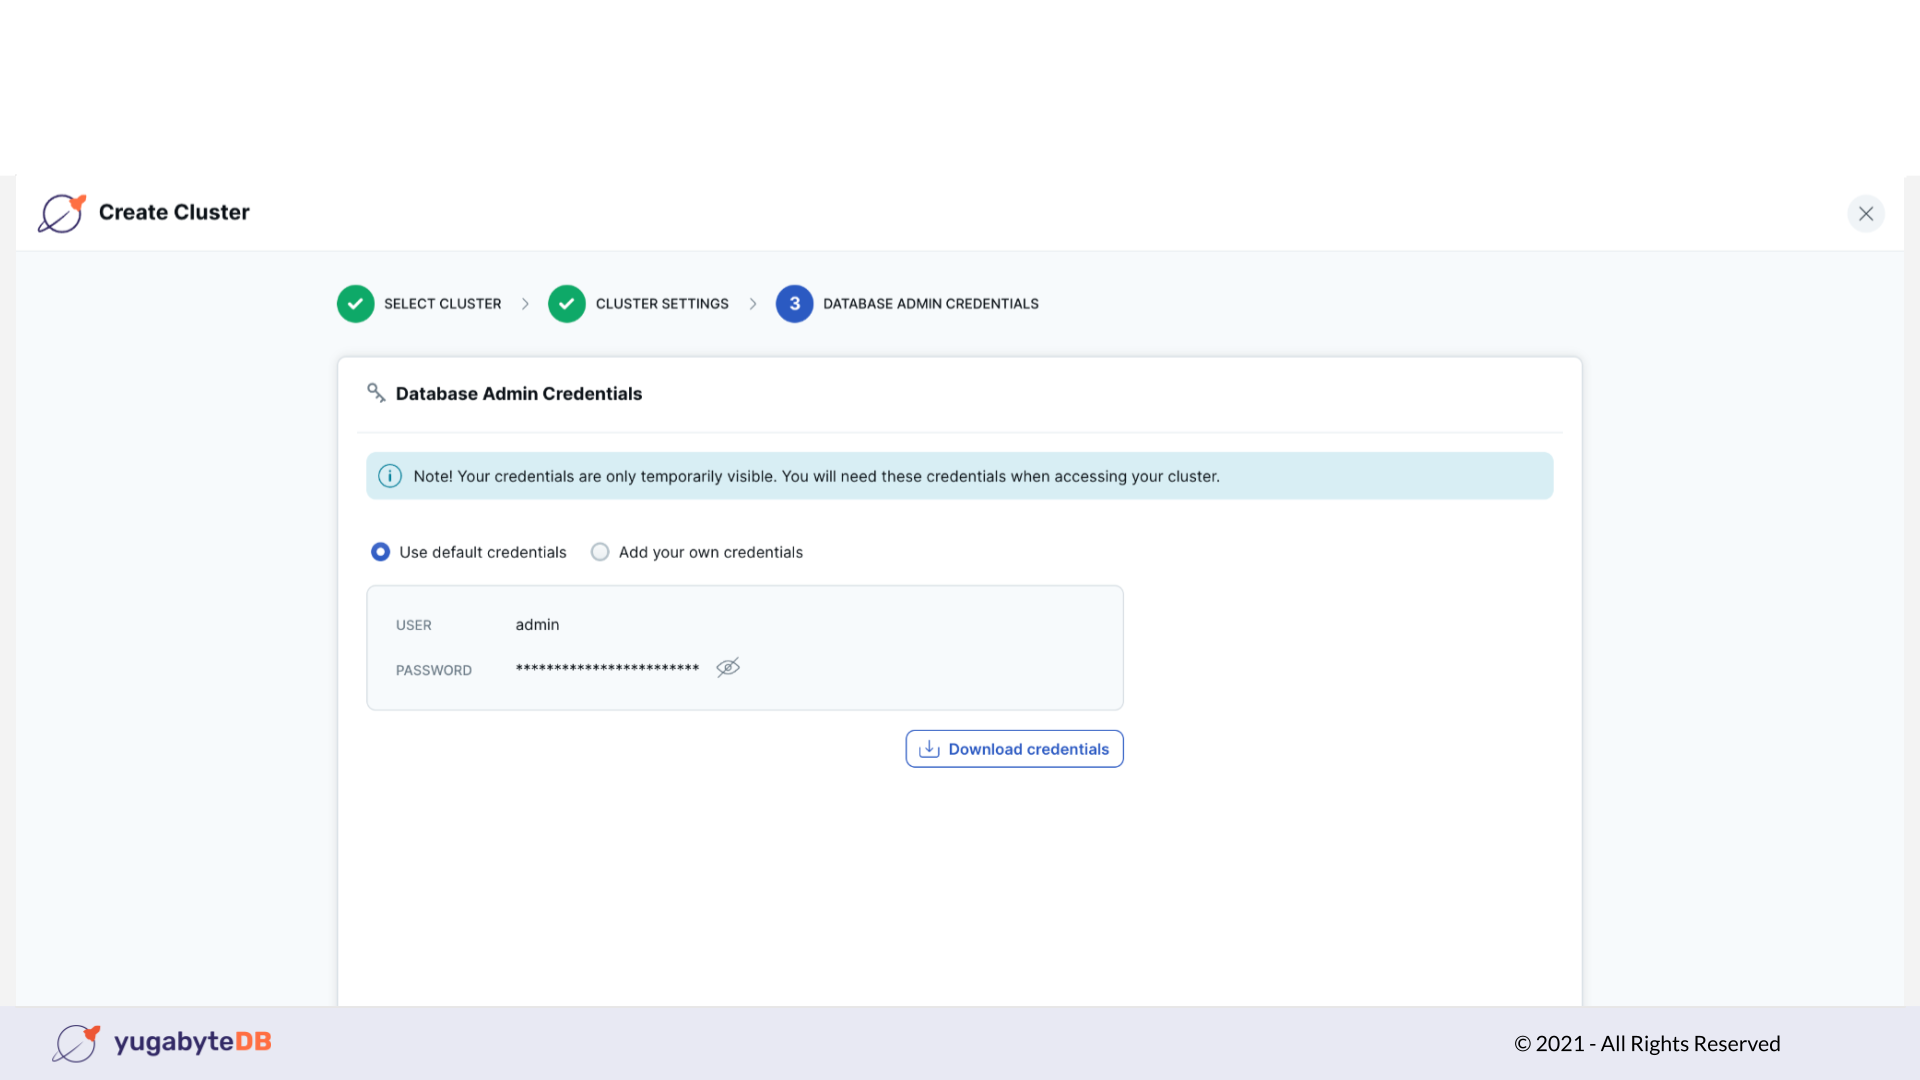 Create Cluster
SELECT CLUSTER
CLUSTER SETTINGS
3 DATABASE ADMIN CREDENTIALS
Database Admin Credentials
Note! Your credentials are only temporarily visible. You will need these credentials when accessing your cluster.
Use default credentials
Add your own credentials
USER admin
PASSWORD ************************
Download credentials
yugabyteDB
© 2021 - All Rights Reserved